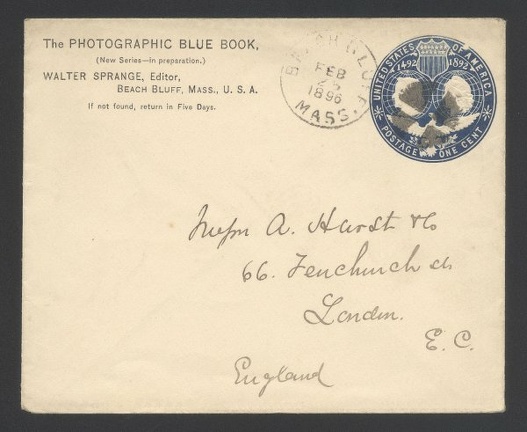 The PHOTOGRAPHIC BLUE BOOK,
(New Series—in preparation.)
WALTER SPRANGE, Editor,
BEACH BLUFF, MASS., U. S. A.
If not found, return in Five Days.
BEACH BLUFF.
FEB
1896
MASS.
UNITED STATES OF AMERICA
1492 1892
POSTAGE ONE CENT
Messrs A. Hurst & Co
66. Fenchurch St
London.
E. C.
England